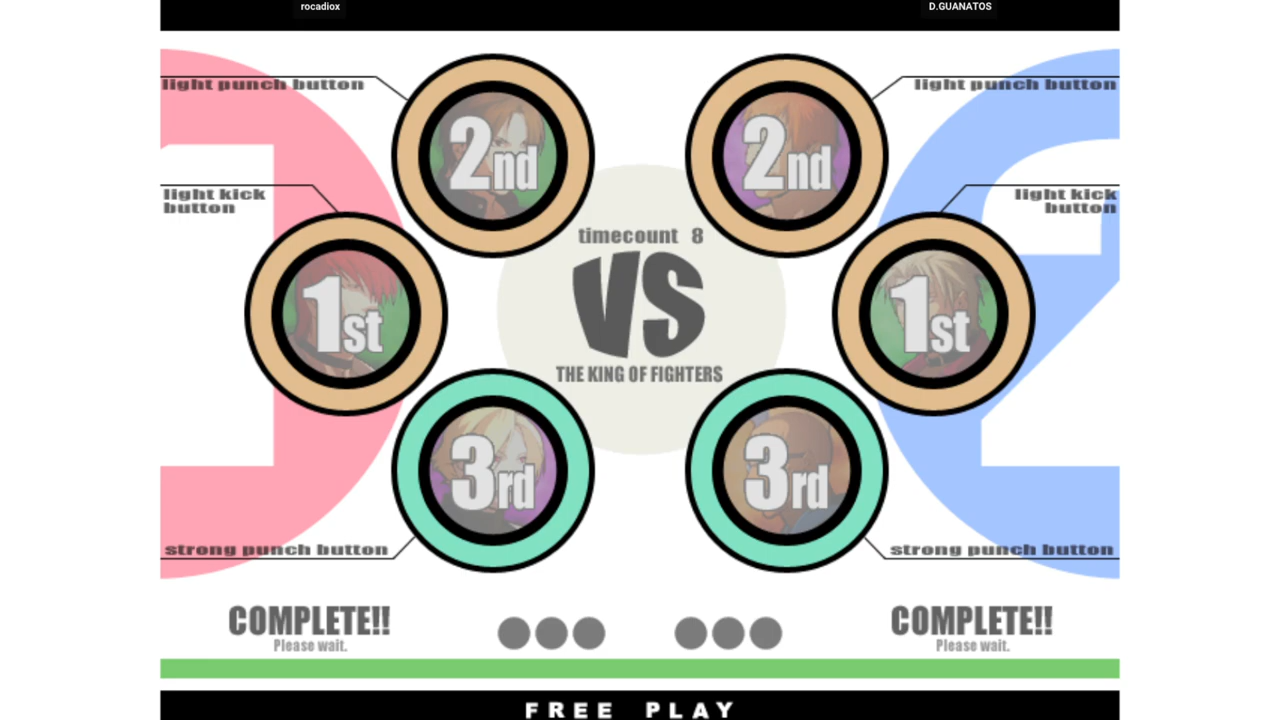 rocadiox
D.GUANATOS
light punch button
light punch button
2nd
2nd
light kick
button
light kick
button
timecount 8
VS
THE KING OF FIGHTERS
1st
1st
3rd
3rd
strong punch button
strong punch button
COMPLETE!!
Please wait.
COMPLETE!!
Please wait.
FREE PLAY